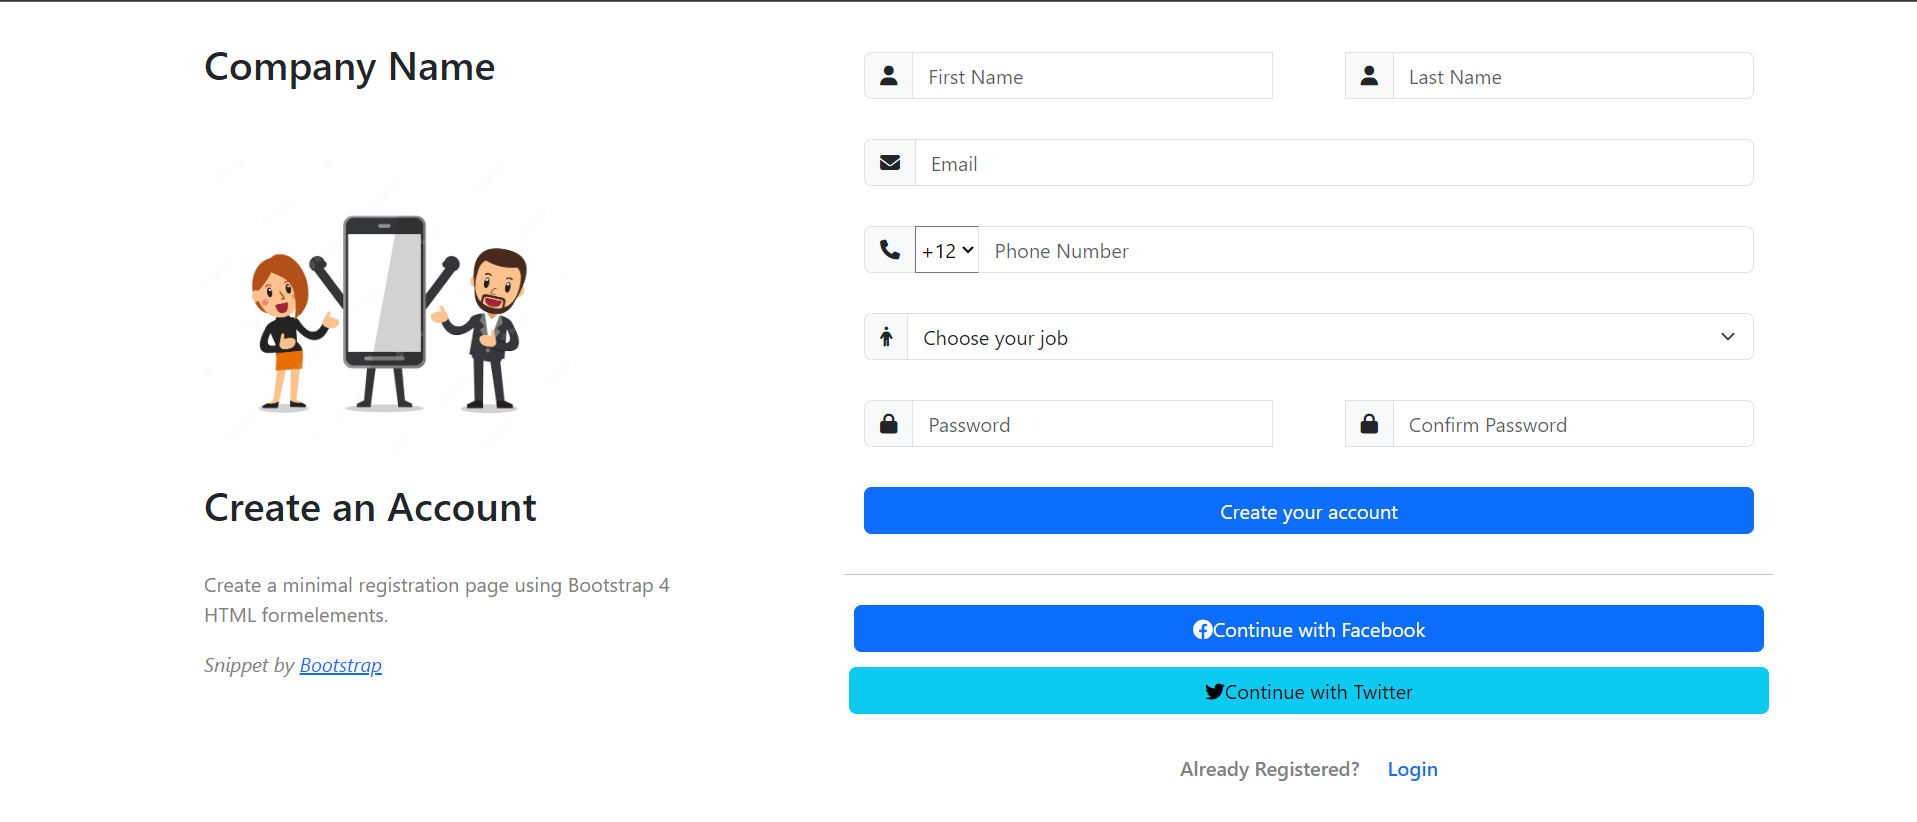 Company Name
Create an Account
Create a minimal registration page using Bootstrap 4
HTML formelements.
Snippet by Bootstrap
First Name
Last Name
Email
+12
Phone Number
Choose your job
Password
Confirm Password
Create your account
Continue with Facebook
Continue with Twitter
Already Registered? Login